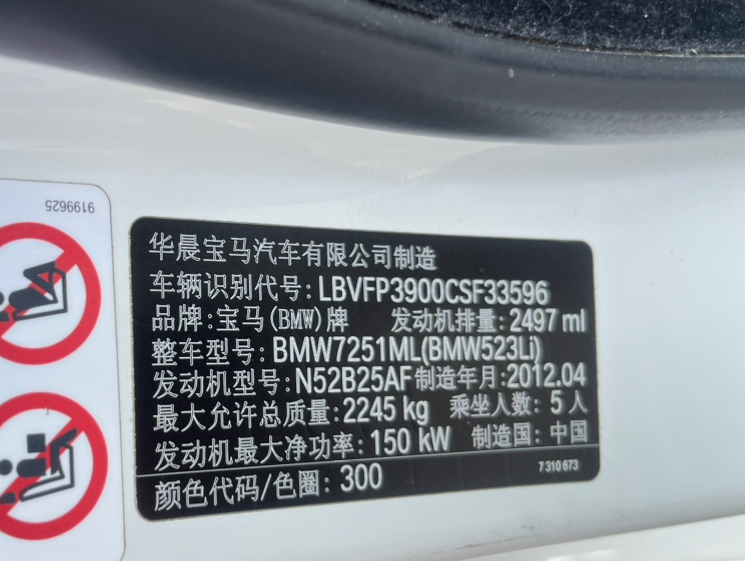 9199625
华晨宝马汽车有限公司制造
车辆识别代号:LBVFP3900CSF33596
品牌:宝马(BMW)牌 发动机排量:2497 ml
整车型号:BMW7251ML(BMW523Li)
发动机型号:N52B25AF 制造年月:2012.04
最大允许总质量:2245 kg 乘坐人数: 5 人
发动机最大净功率:150 kW 制造国: 中国
颜色代码/色圈:300
7 310 673